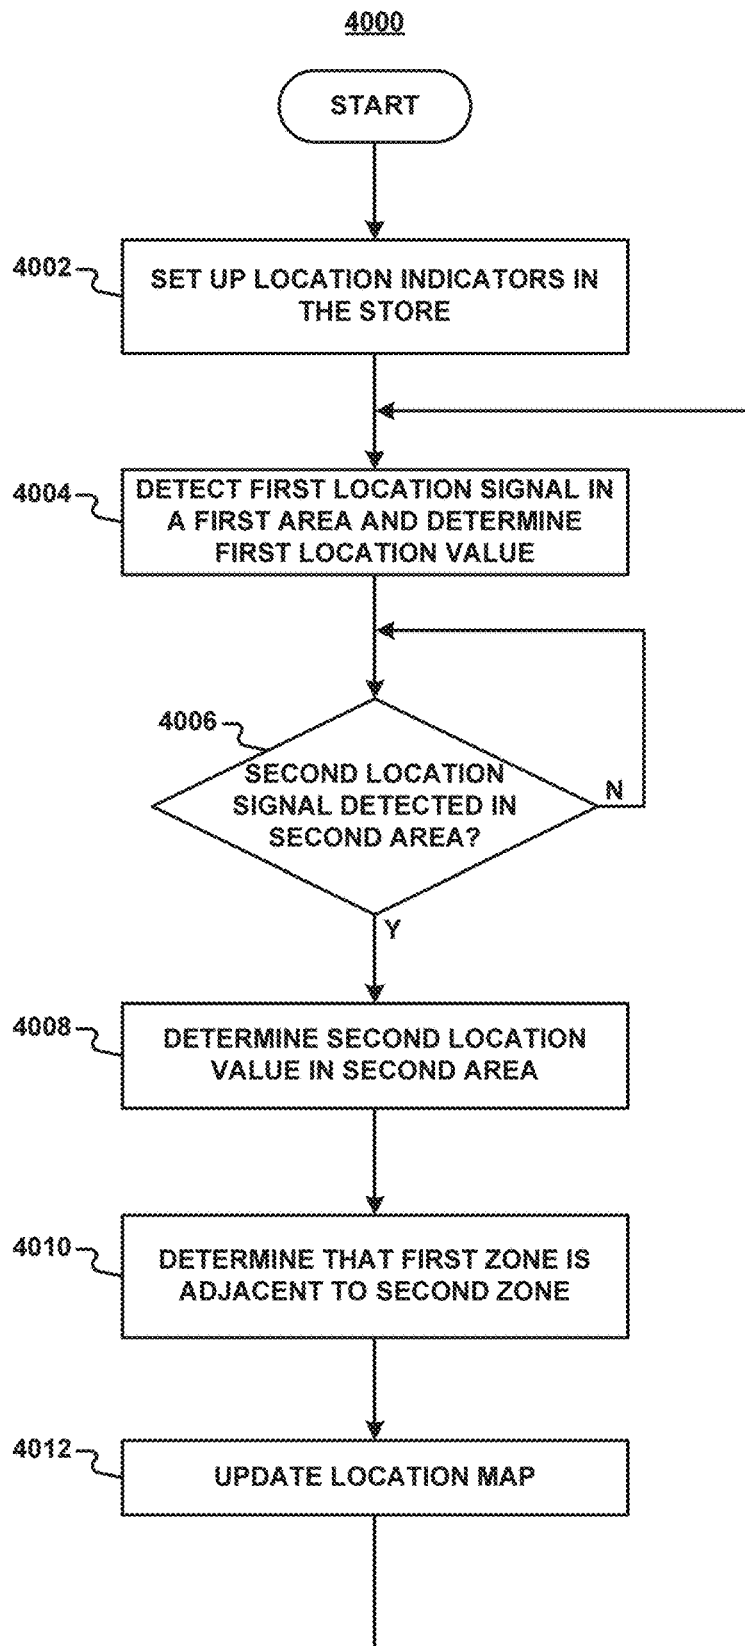 4000
START
4002
SET UP LOCATION INDICATORS IN
THE STORE
4004
DETECT FIRST LOCATION SIGNAL IN
A FIRST AREA AND DETERMINE
FIRST LOCATION VALUE
4006
SECOND LOCATION
SIGNAL DETECTED IN
SECOND AREA?
N
Y
4008
DETERMINE SECOND LOCATION
VALUE IN SECOND AREA
4010
DETERMINE THAT FIRST ZONE IS
ADJACENT TO SECOND ZONE
4012
UPDATE LOCATION MAP